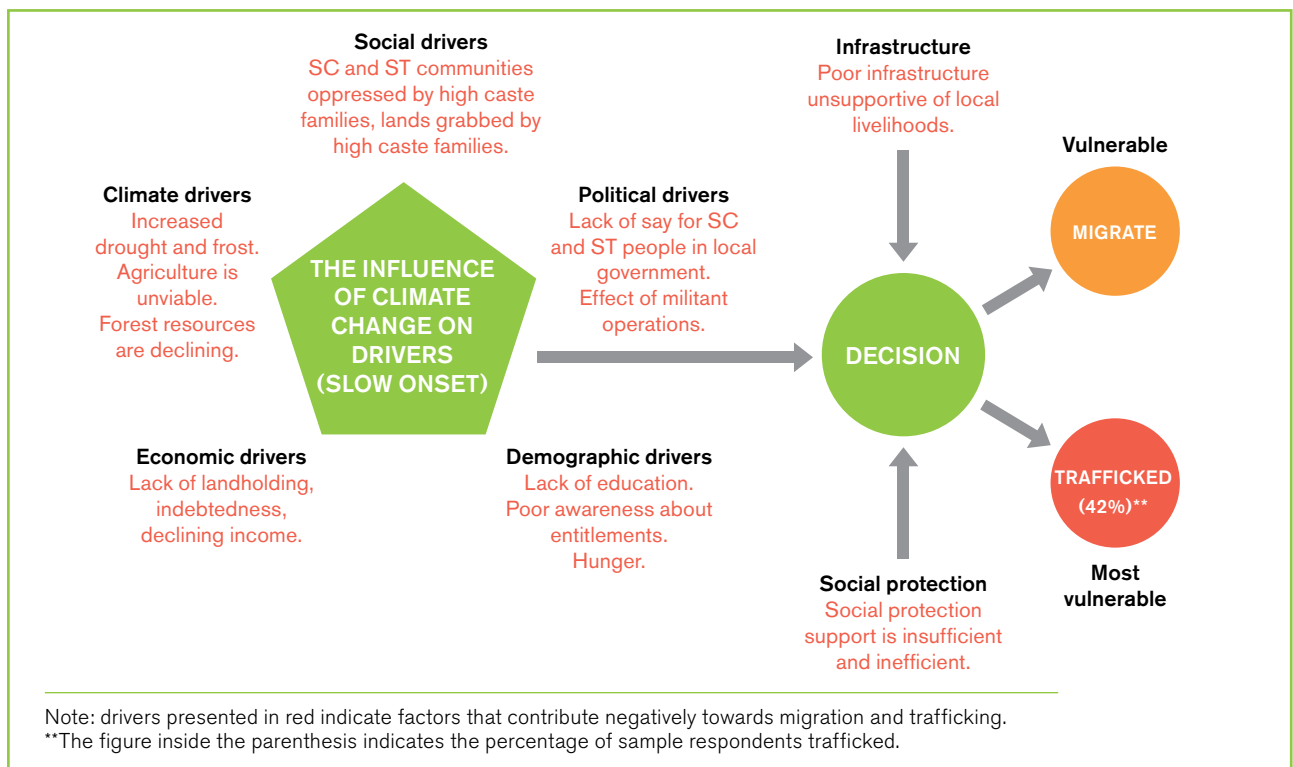 Social drivers
SC and ST communities
oppressed by high caste
families, lands grabbed by
high caste families.
Climate drivers
Increased
drought and frost.
Agriculture is
unviable.
Forest resources
are declining.
THE INFLUENCE
OF CLIMATE
CHANGE ON
DRIVERS
(SLOW ONSET)
Political drivers
Lack of say for SC
and ST people in local
government.
Effect of militant
operations.
Economic drivers
Lack of landholding,
indebtedness,
declining income.
Demographic drivers
Lack of education.
Poor awareness about
entitlements.
Hunger.
Infrastructure
Poor infrastructure
unsupportive of local
livelihoods.
DECISION
Social protection
Social protection
support is insufficient
and inefficient.
Vulnerable
MIGRATE
TRAFFICKED
(42%)**
Most
vulnerable
Note: drivers presented in red indicate factors that contribute negatively towards migration and trafficking.
**The figure inside the parenthesis indicates the percentage of sample respondents trafficked.